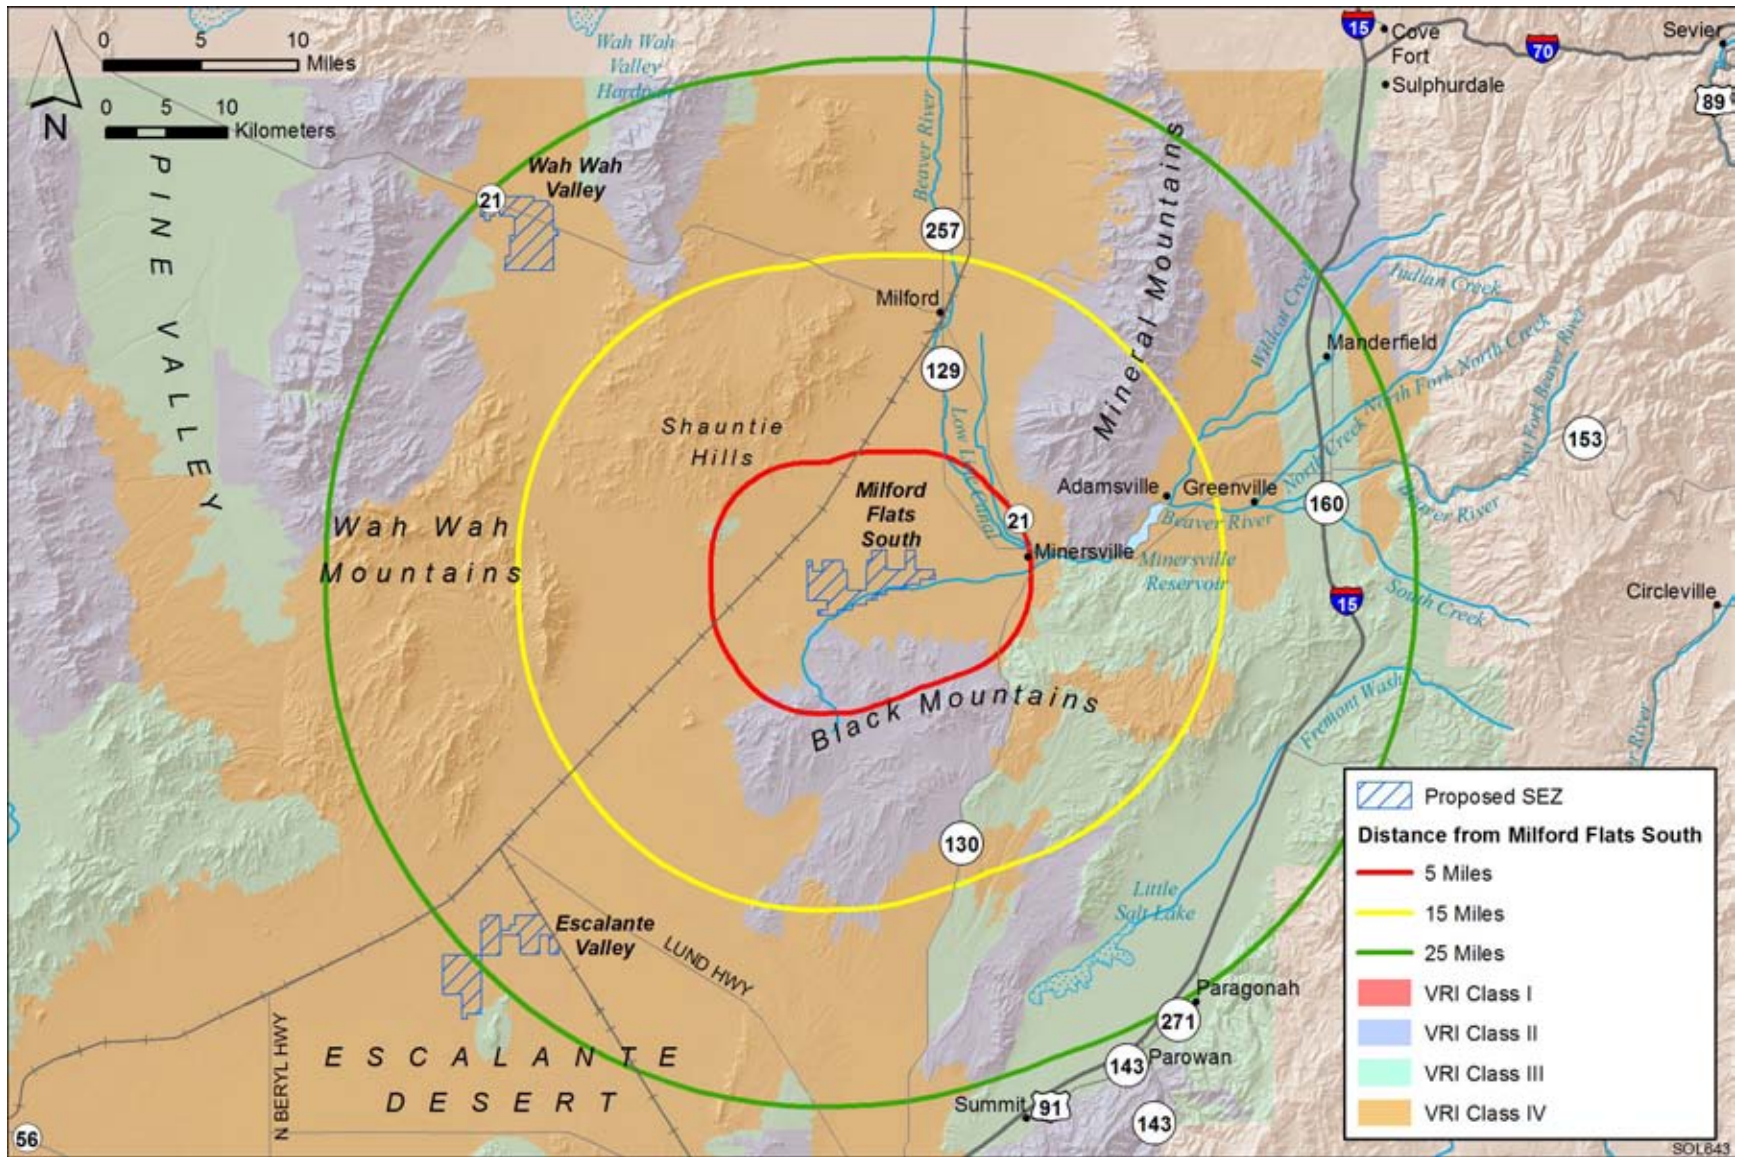 0 5 10
Miles
0 5 10
Kilometers
N
Wah Wah
Valley
Hardpan
15
Cove
Fort
70
Sevier
Sulphurdale
89
PINE VALLEY
Wah Wah
Valley
21
Beaver River
257
Mineral Mountains
Milford
129
Wildcat Creek
Indian Creek
Manderfield
North Fork North Creek
West Fork Beaver River
153
Shauntie
Hills
Low Line Canal
Milford
Flats
South
21
Minersville
Adamsville
Greenville
North Creek
160
Beaver River
Beaver River
Minersville
Reservoir
Wah Wah
Mountains
15
South Creek
Circleville
Black Mountains
Fremont Wash
River
130
Little
Salt Lake
Escalante
Valley
LUND HWY
Paragonah
271
143
Parowan
Summit
91
143
N BERYL HWY
ESCALANTE
DESERT
56
Proposed SEZ
Distance from Milford Flats South
5 Miles
15 Miles
25 Miles
VRI Class I
VRI Class II
VRI Class III
VRI Class IV
SOL643